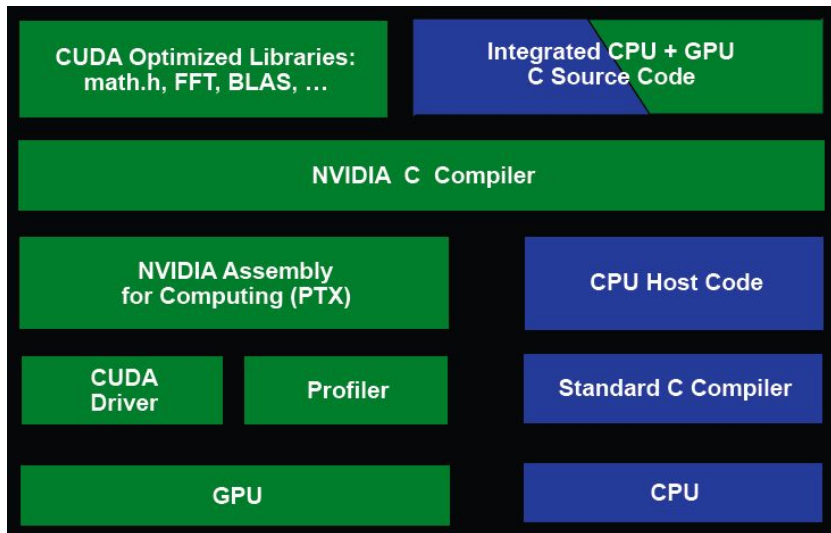 CUDA Optimized Libraries:
math.h, FFT, BLAS, …
Integrated CPU + GPU
C Source Code
NVIDIA C Compiler
NVIDIA Assembly
for Computing (PTX)
CPU Host Code
CUDA
Driver
Profiler
Standard C Compiler
GPU
CPU